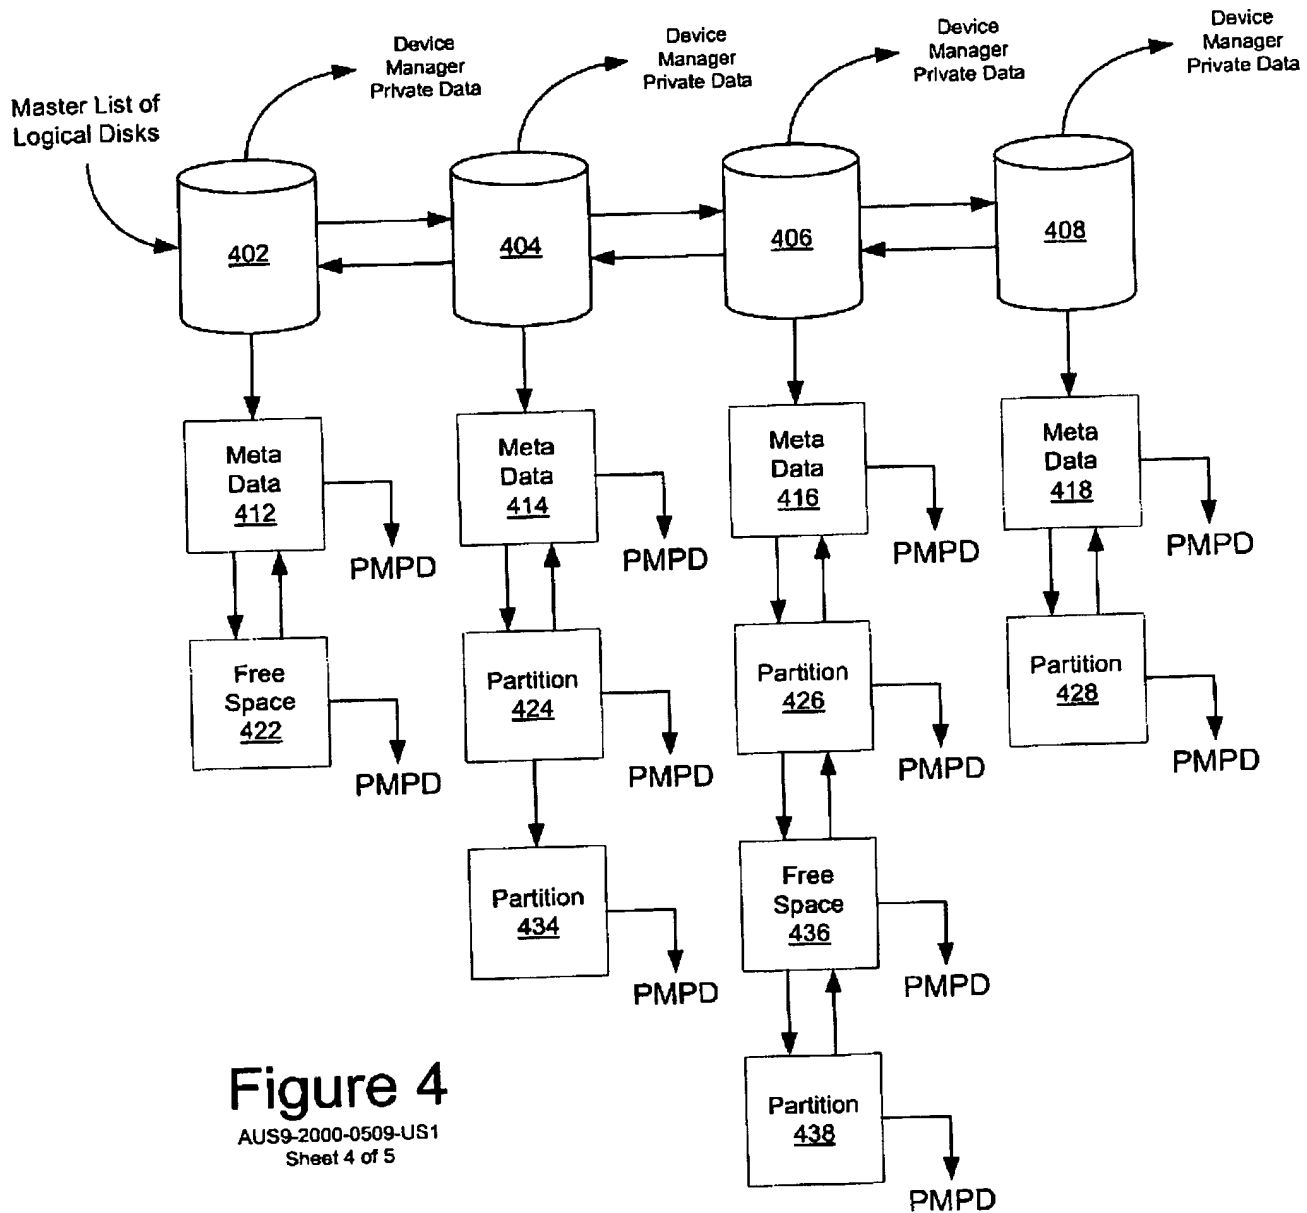 Device
Manager
Private Data
Device
Manager
Private Data
Device
Manager
Private Data
Device
Manager
Private Data
Master List of
Logical Disks
402
404
406
408
Meta
Data
412
PMPD
Meta
Data
414
PMPD
Meta
Data
416
PMPD
Meta
Data
418
PMPD
Free
Space
422
PMPD
Partition
424
PMPD
Partition
426
PMPD
Partition
428
PMPD
Partition
434
PMPD
Free
Space
436
PMPD
Partition
438
PMPD
Figure 4
AUS9-2000-0509-US1
Sheet 4 of 5